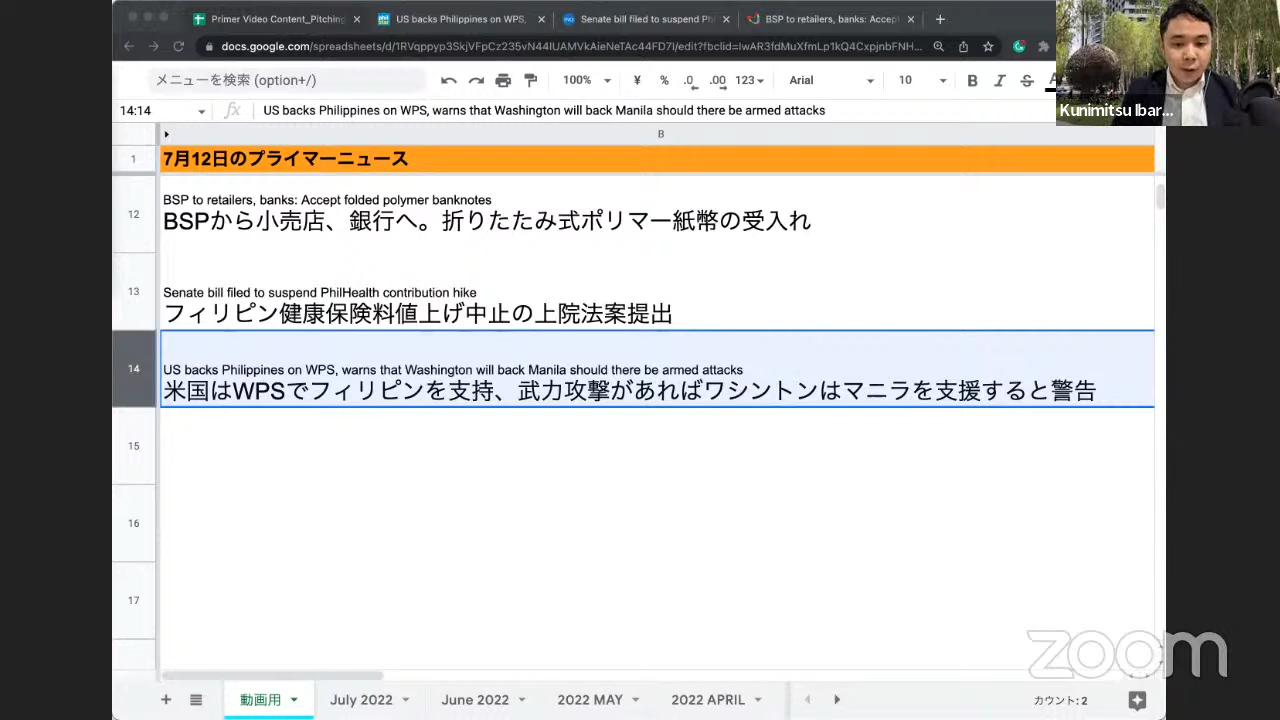 Primer Video Content_Pitching
US backs Philippines on WPS,
Senate bill filed to suspend Ph
BSP to retailers, banks: Accept
docs.google.com/spreadsheets/d/1RVqppyp3SkjVFpCz235vN44IUAMVkAieNeTAc44FD7I/edit?fbclid=IwAR3fdMuXfmLp1kQ4CxpjnbFNH...
メニューを検索 (option+/)
100%
¥
%
.0
.00
123
Arial
10
B
I
S
A
Kunimitsu Ibar...
14:14
fx
US backs Philippines on WPS, warns that Washington will back Manila should there be armed attacks
B
1
7月12日のプライマーニュース
12
BSP to retailers, banks: Accept folded polymer banknotes
BSPから小売店、銀行へ。折りたたみ式ポリマー紙幣の受入れ
13
Senate bill filed to suspend PhilHealth contribution hike
フィリピン健康保険料値上げ中止の上院法案提出
14
US backs Philippines on WPS, warns that Washington will back Manila should there be armed attacks
米国はWPSでフィリピンを支持、武力攻撃があればワシントンはマニラを支援すると警告
15
16
17
zoom
動画用
July 2022
June 2022
2022 MAY
2022 APRIL
カウント: 2